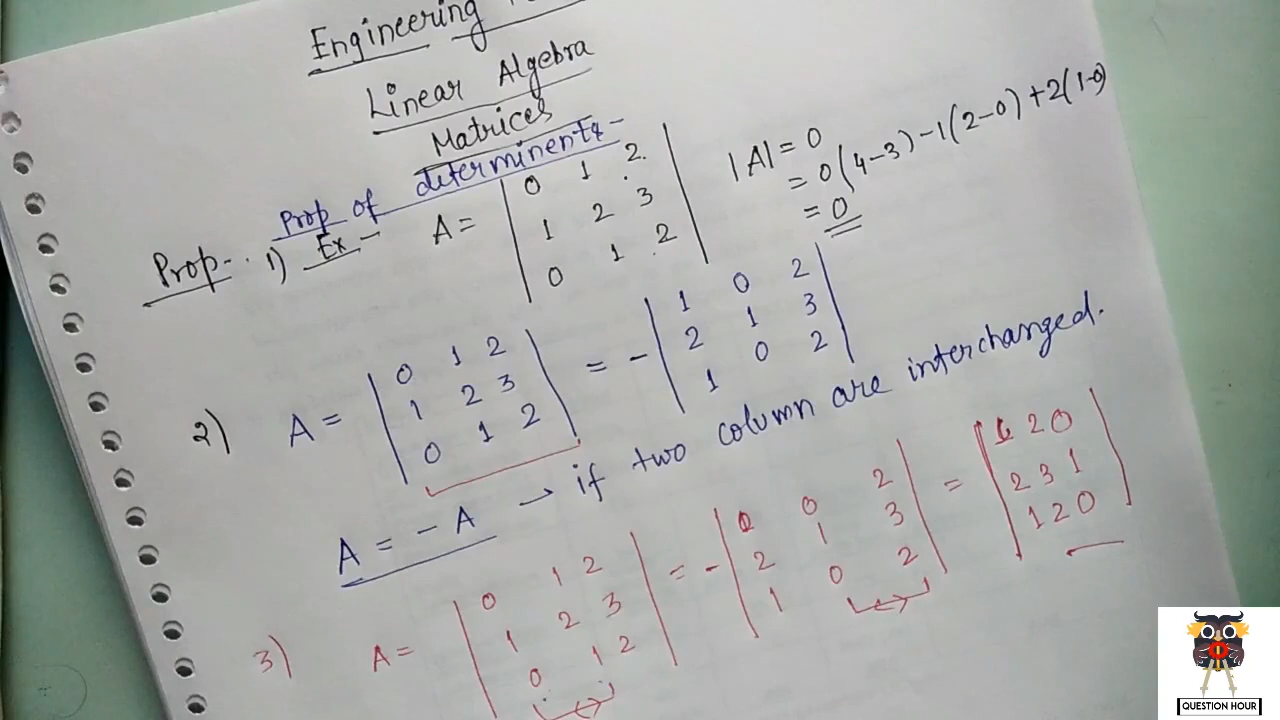 Engineering
Linear Algebra
Matrices
Prop of determinents -
Prop-. 1) Ex - A = | 0 1 2 |
| 1 2 3 |
| 0 1 2 |
|A| = 0
= 0(4-3) -1(2-0) +2(1-0)
= 0
2) A = | 0 1 2 | = - | 1 0 2 |
| 1 2 3 | | 2 1 3 |
| 0 1 2 | | 1 0 2 |
A = - A → if two column are interchanged.
3) A = | 0 1 2 | = - | 0 2 | = | 2 0 |
| 1 2 3 | | 2 1 3 | | 2 3 1 |
| 0 1 2 | | 1 0 2 | | 1 2 0 |
QUESTION HOUR